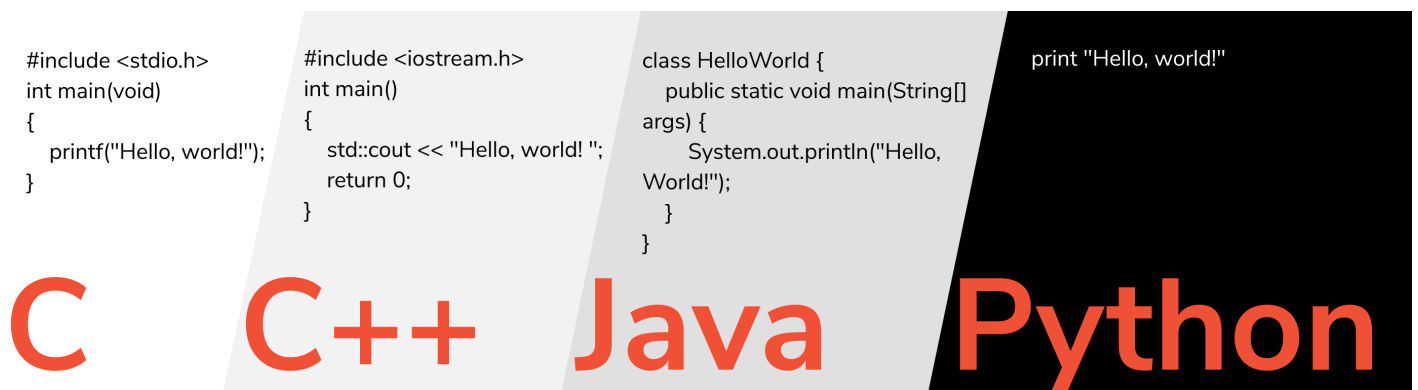 #include <stdio.h>
int main(void)
{
printf("Hello, world!");
}
C
#include <iostream.h>
int main()
{
std::cout << "Hello, world! ";
return 0;
}
C++
class HelloWorld {
public static void main(String[]
args) {
System.out.println("Hello,
World!");
}
}
Java
print "Hello, world!"
Python